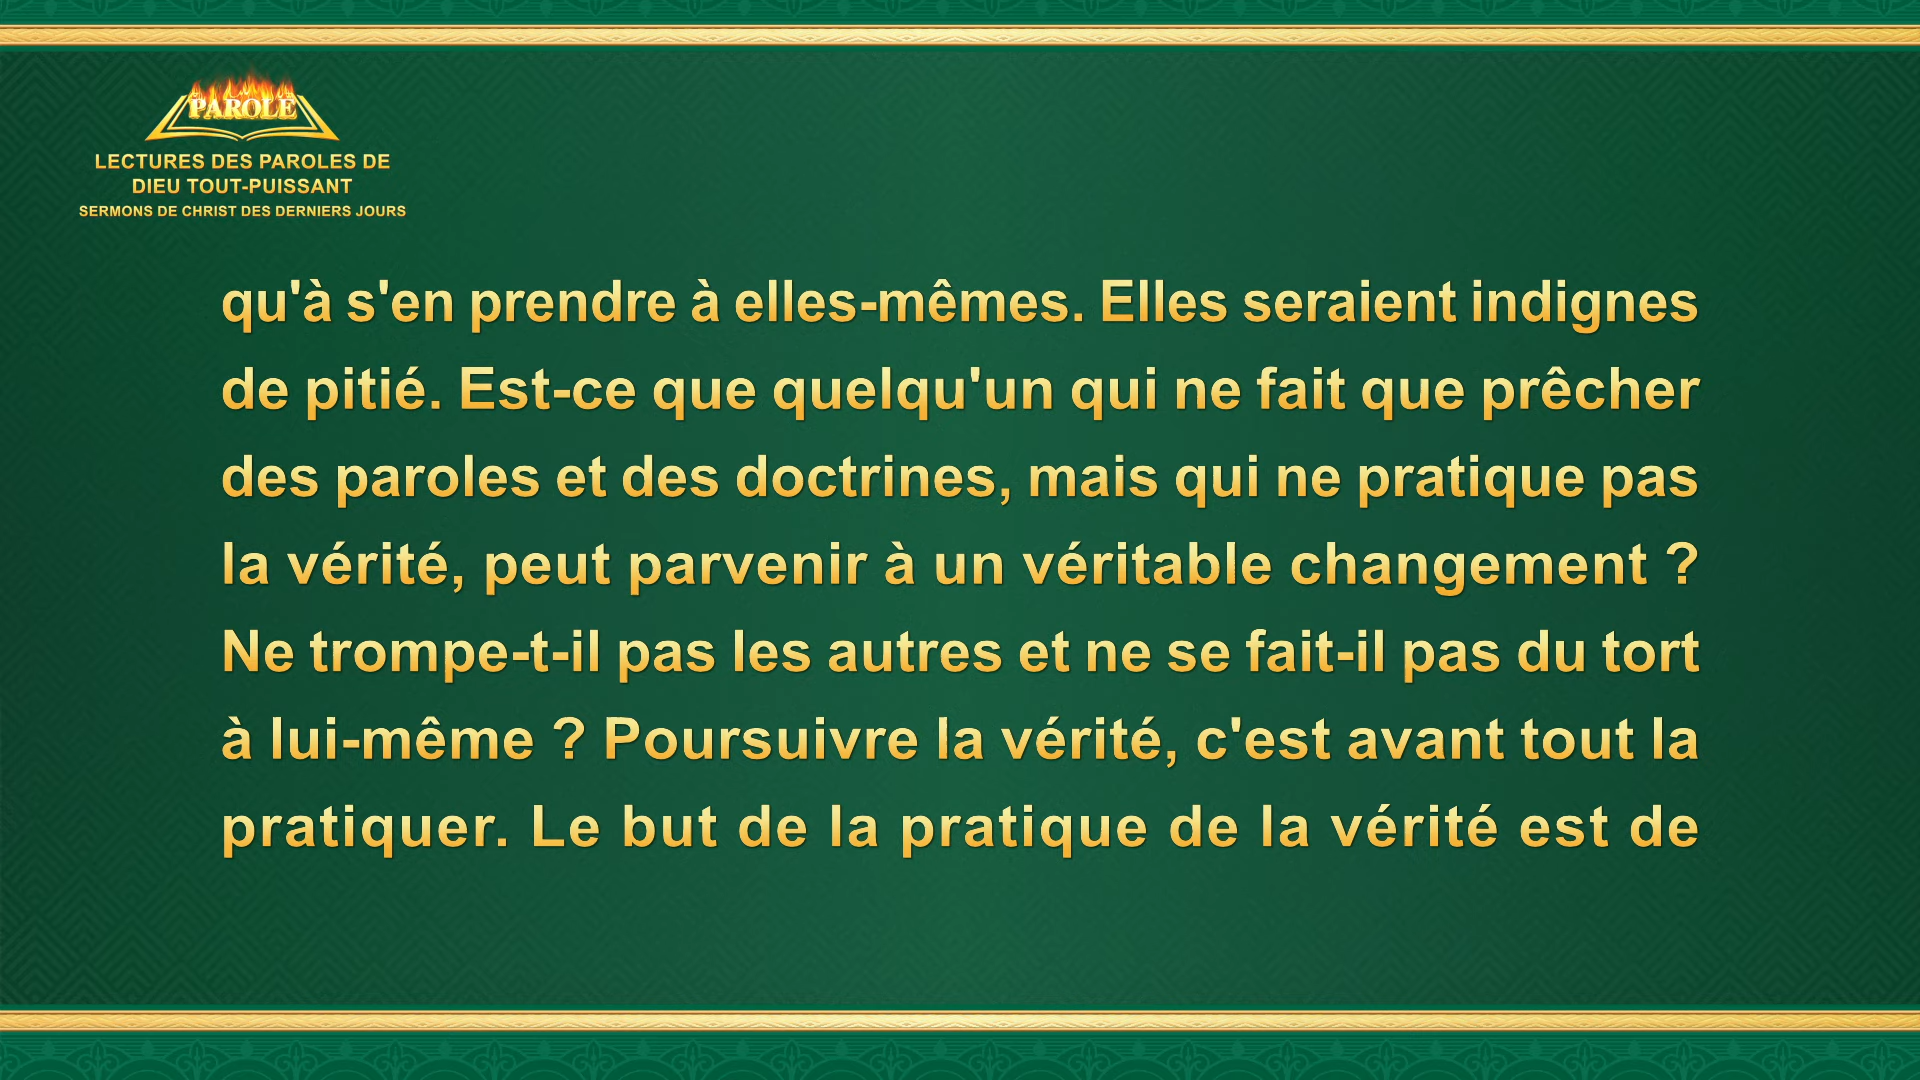 PAROLE
LECTURES DES PAROLES DE
DIEU TOUT-PUISSANT
SERMONS DE CHRIST DES DERNIERS JOURS
qu'à s'en prendre à elles-mêmes. Elles seraient indignes
de pitié. Est-ce que quelqu'un qui ne fait que prêcher
des paroles et des doctrines, mais qui ne pratique pas
la vérité, peut parvenir à un véritable changement ?
Ne trompe-t-il pas les autres et ne se fait-il pas du tort
à lui-même ? Poursuivre la vérité, c'est avant tout la
pratiquer. Le but de la pratique de la vérité est de